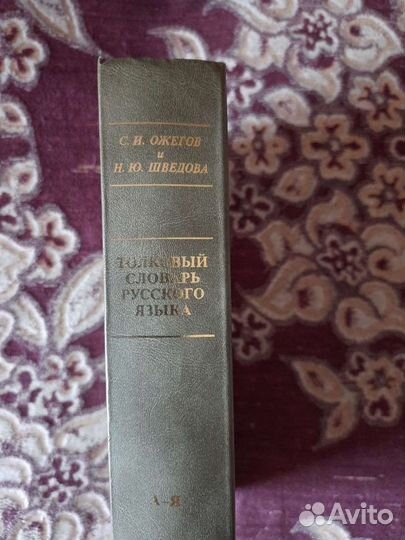 С. И. ОЖЕГОВ
и
Н. Ю. ШВЕДОВА
ТОЛКОВЫЙ
СЛОВАРЬ
РУССКОГО
ЯЗЫКА
А-Я
Avito